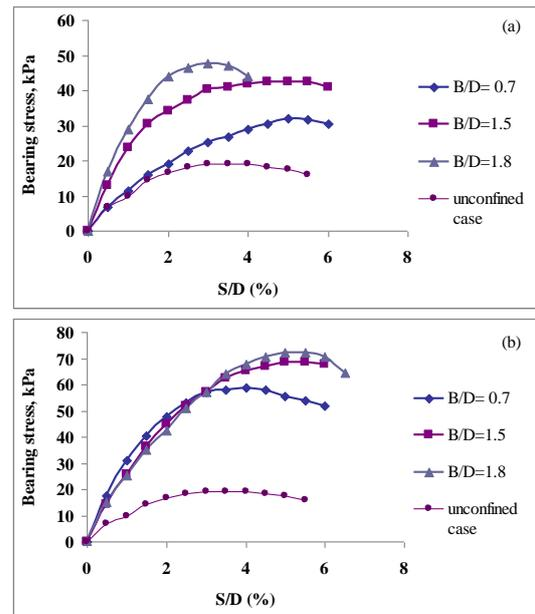 (a)
Bearing stress, kPa
60
50
40
30
20
10
0
0 2 4 6 8
S/D (%)
B/D= 0.7
B/D=1.5
B/D=1.8
unconfined
case
(b)
Bearing stress, kPa
80
70
60
50
40
30
20
10
0
0 2 4 6 8
S/D (%)
B/D= 0.7
B/D=1.5
B/D=1.8
unconfined
case